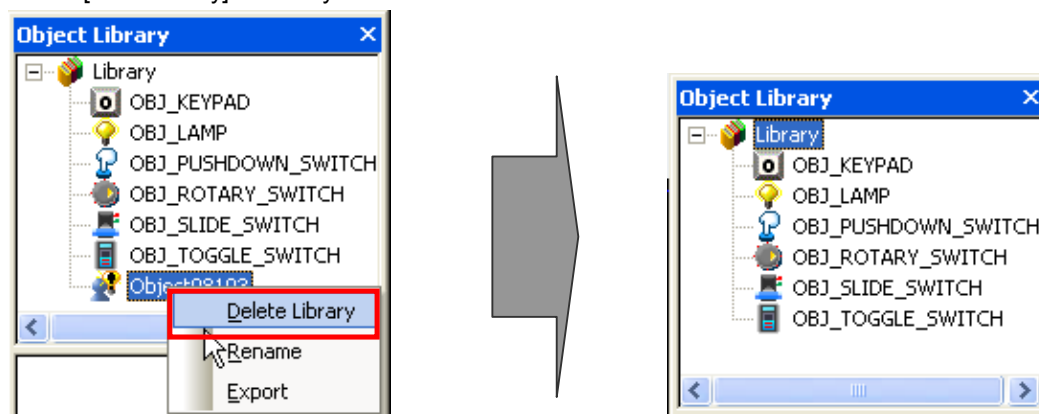 Object Library
Library
OBJ_KEYPAD
OBJ_LAMP
OBJ_PUSHDOWN_SWITCH
OBJ_ROTARY_SWITCH
OBJ_SLIDE_SWITCH
OBJ_TOGGLE_SWITCH
Delete Library
Rename
Export
Object Library
Library
OBJ_KEYPAD
OBJ_LAMP
OBJ_PUSHDOWN_SWITCH
OBJ_ROTARY_SWITCH
OBJ_SLIDE_SWITCH
OBJ_TOGGLE_SWITCH